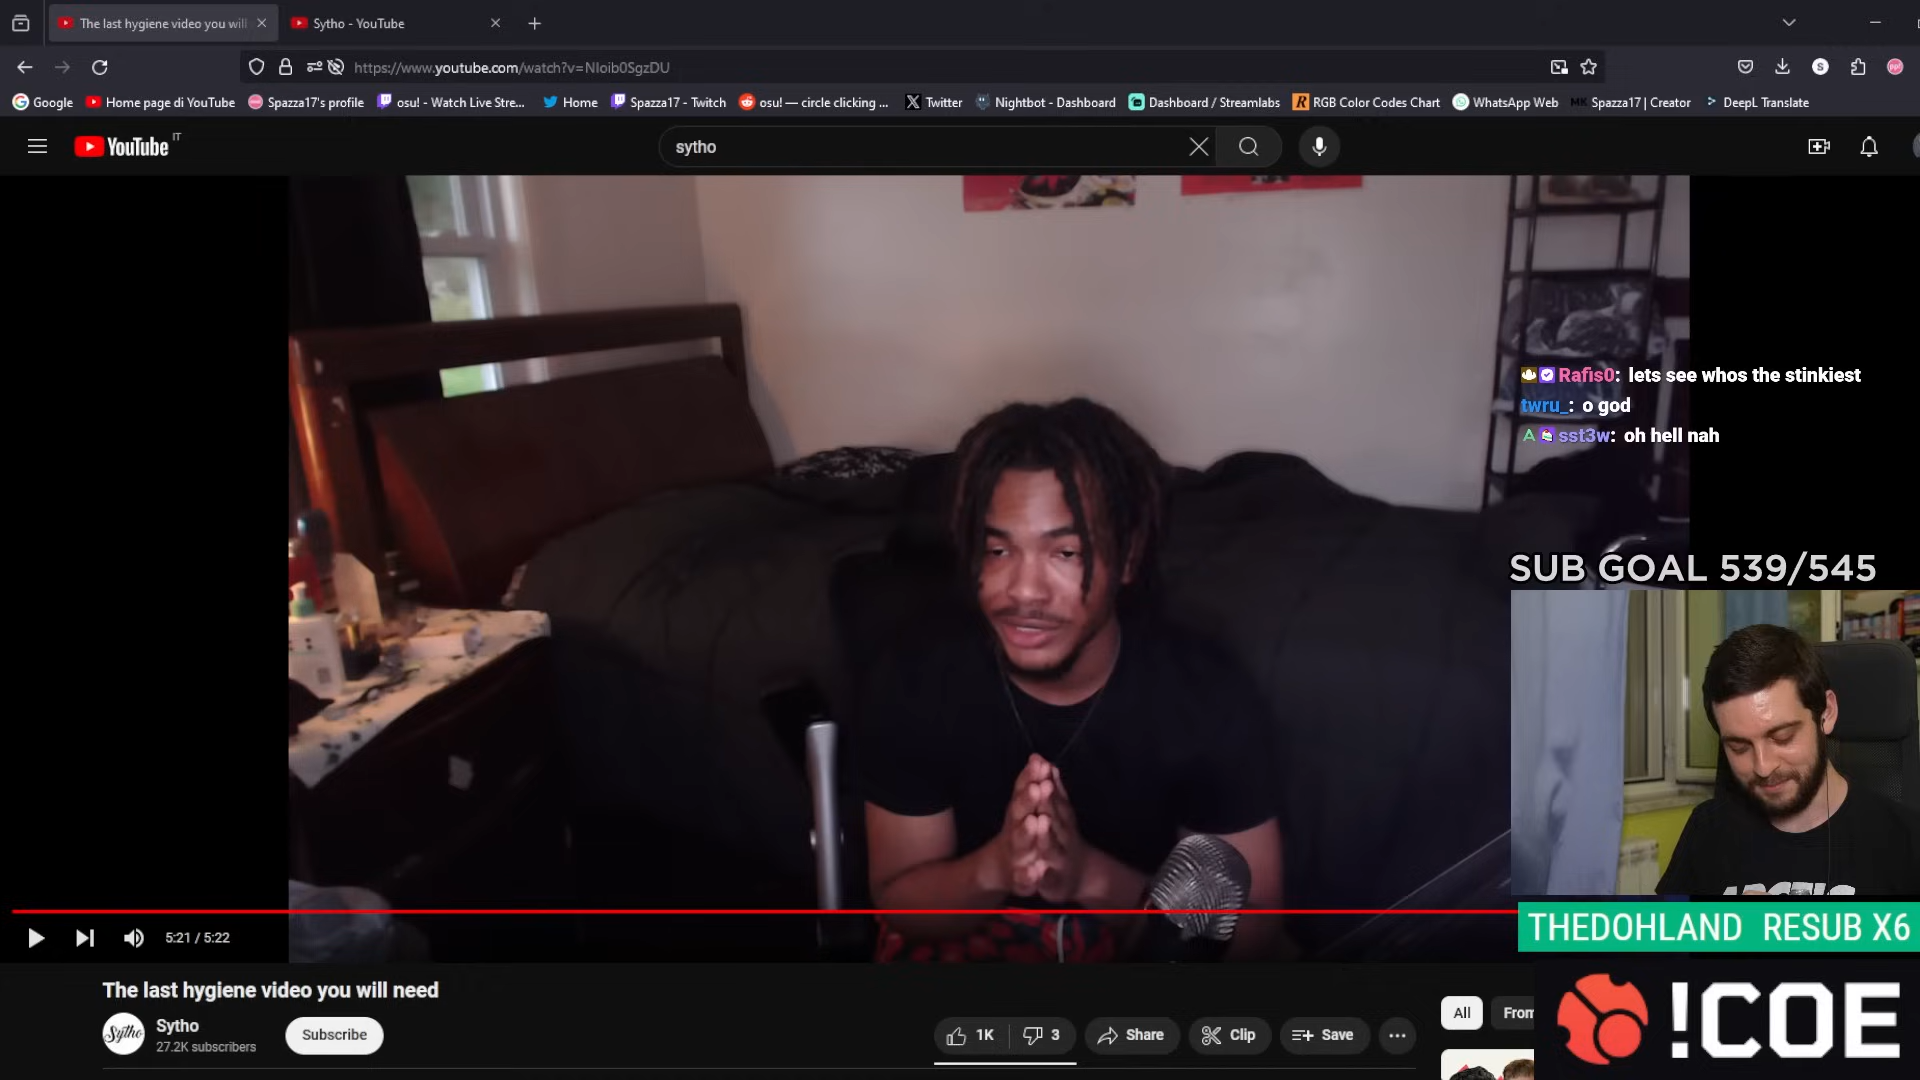 The last hygiene video you will
Sytho - YouTube
https://www.youtube.com/watch?v=NIoib0SgzDU
Google
Home page di YouTube
Spazza17's profile
osu! - Watch Live Stre...
Home
Spazza17 - Twitch
osu! — circle clicking ...
Twitter
Nightbot - Dashboard
Dashboard / Streamlabs
RGB Color Codes Chart
WhatsApp Web
Spazza17 | Creator
DeepL Translate
YouTube IT
sytho
Rafis0: lets see whos the stinkiest
twru_: o god
sst3w: oh hell nah
SUB GOAL 539/545
5:21 / 5:22
THEDOHLAND RESUB X6
The last hygiene video you will need
Sytho
Sytho
27.2K subscribers
Subscribe
1K
3
Share
Clip
Save
All
From
!COE